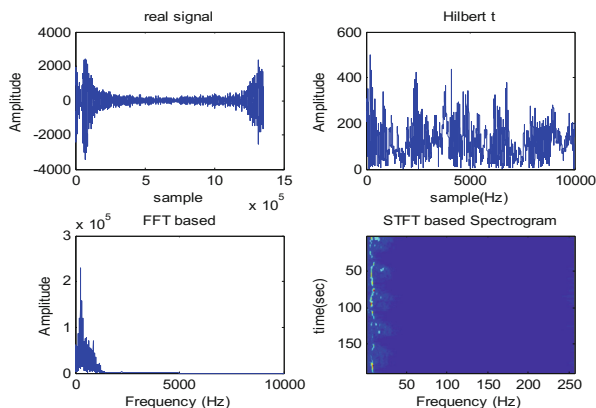 real signal
4000
2000
0
-2000
-4000
Amplitude
0
5
10
15
sample
x 10^5
Hilbert t
600
400
200
0
Amplitude
0
5000
10000
sample(Hz)
FFT based
x 10^5
3
2
1
0
Amplitude
0
5000
10000
Frequency (Hz)
STFT based Spectrogram
50
100
150
time(sec)
50
100
150
200
250
Frequency (Hz)